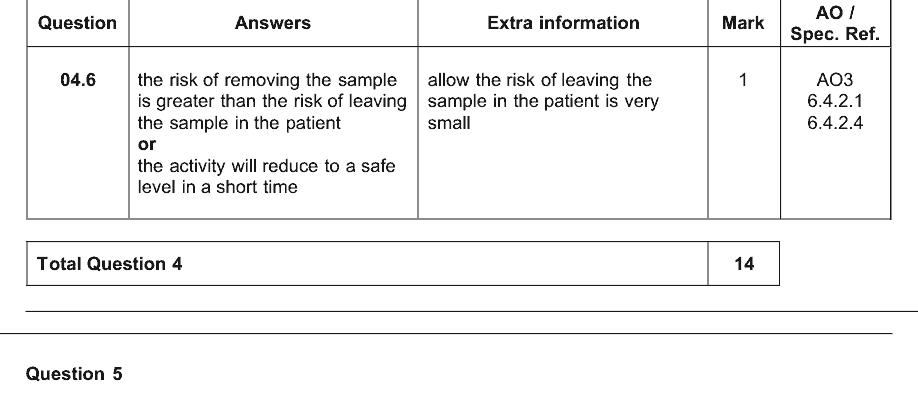 Question Answers Extra information Mark AO /
Spec. Ref.
04.6 the risk of removing the sample allow the risk of leaving the 1 AO3
is greater than the risk of leaving sample in the patient is very 6.4.2.1
the sample in the patient small 6.4.2.4
or
the activity will reduce to a safe
level in a short time
Total Question 4 14
Question 5